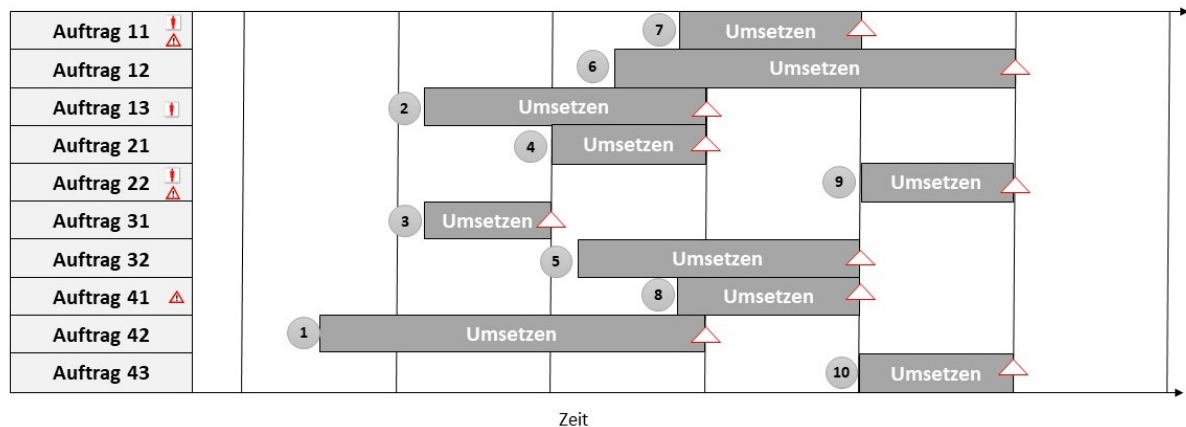 Auftrag 11
7
Umsetzen
Auftrag 12
6
Umsetzen
Auftrag 13
2
Umsetzen
Auftrag 21
4
Umsetzen
Auftrag 22
9
Umsetzen
Auftrag 31
3
Umsetzen
Auftrag 32
5
Umsetzen
Auftrag 41
8
Umsetzen
Auftrag 42
1
Umsetzen
Auftrag 43
10
Umsetzen
Zeit